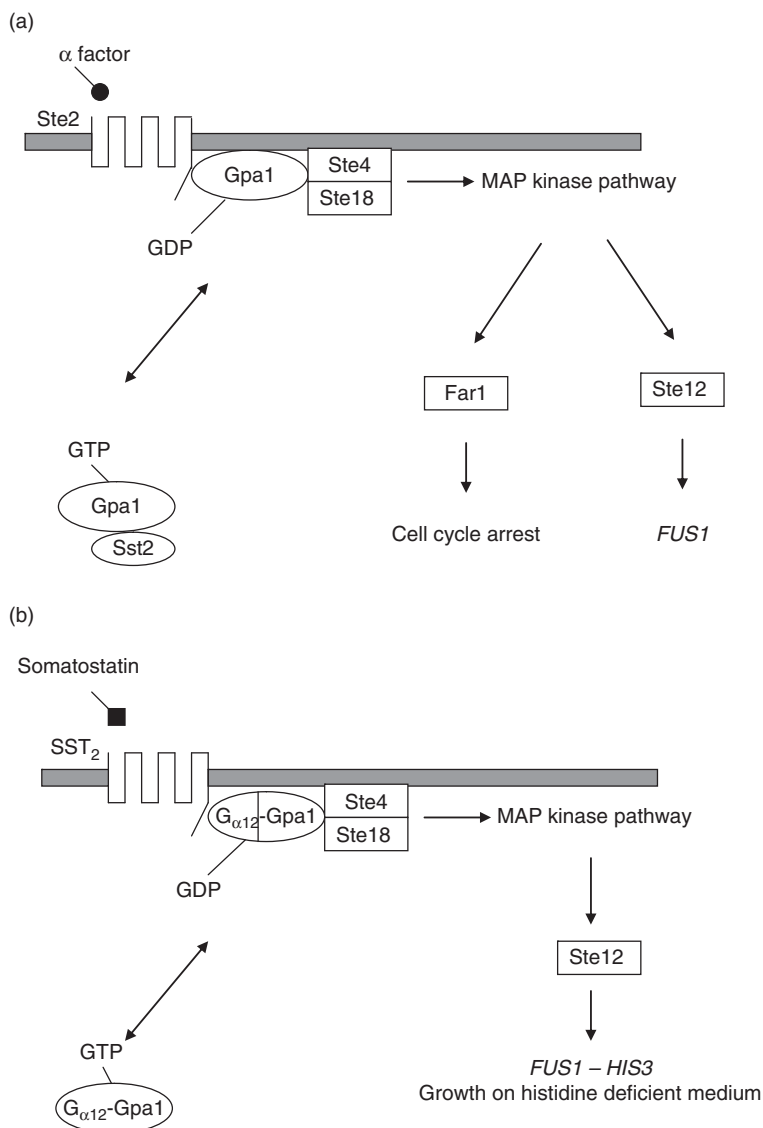 (a)
α factor
Ste2
Gpa1
Ste4
Ste18
MAP kinase pathway
GDP
Far1
Ste12
GTP
Gpa1
Sst2
Cell cycle arrest
FUS1
(b)
Somatostatin
SST2
Gα12-Gpa1
Ste4
Ste18
MAP kinase pathway
GDP
Ste12
GTP
Gα12-Gpa1
FUS1 – HIS3
Growth on histidine deficient medium